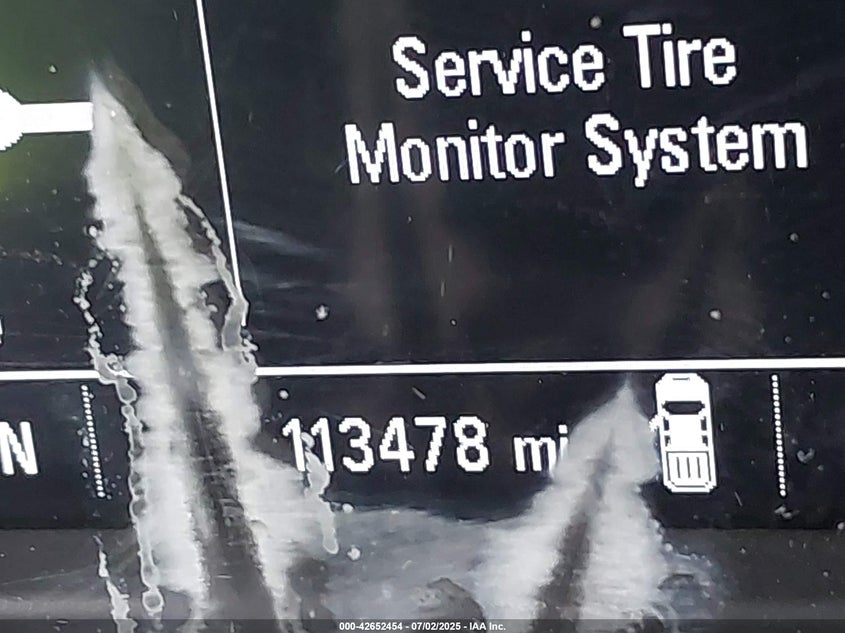 Service Tire
Monitor System
N
113478 mi
000-42652454 - 07/02/2025 - IAA Inc.